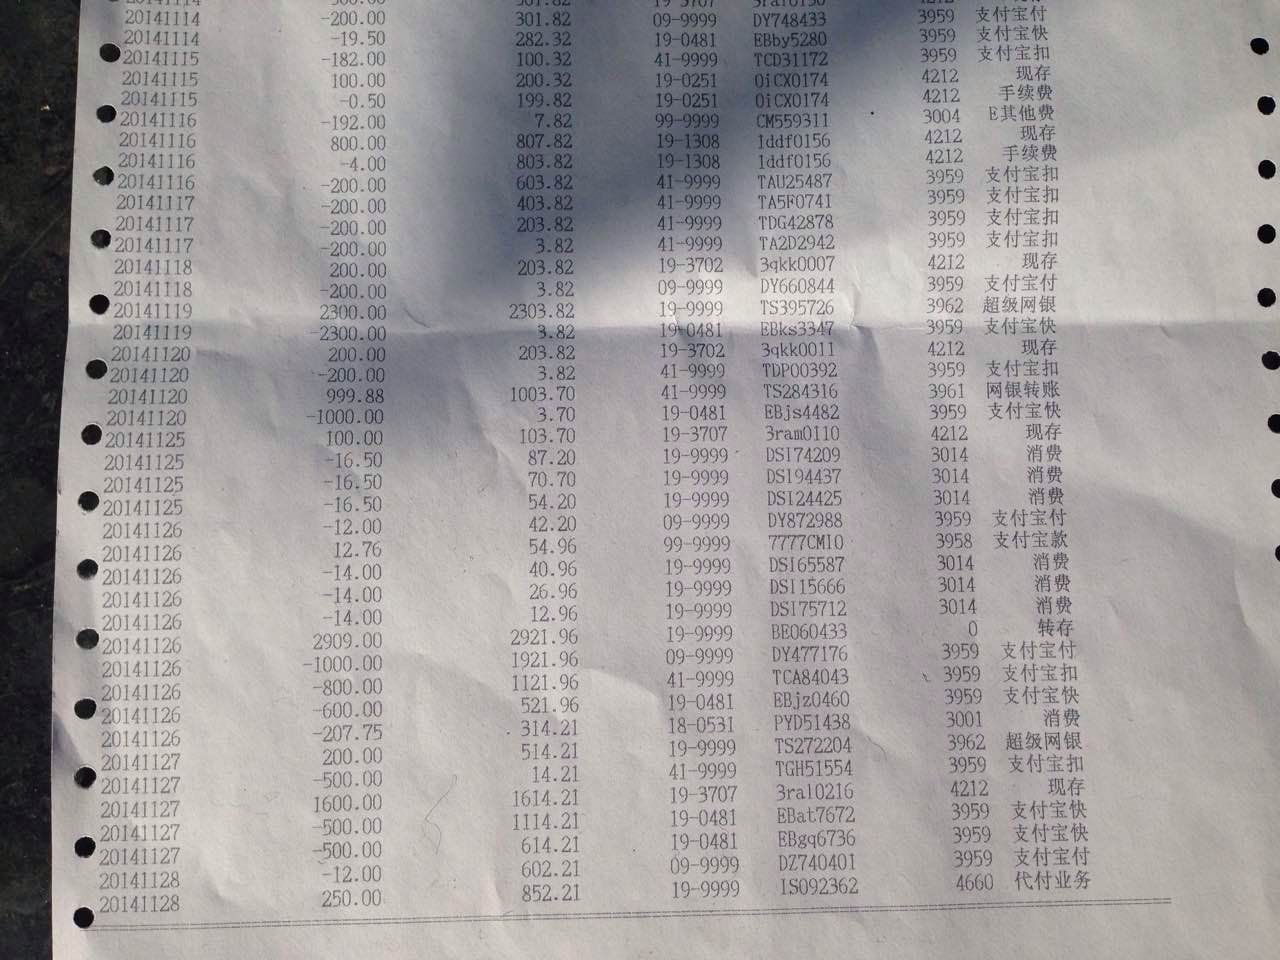 20141114 -200.00 301.82 09-9999 DY748433 3959 支付宝付
20141114 -19.50 282.32 19-0481 EBby5280 3959 支付宝快
20141115 -182.00 100.32 41-9999 TCD31172 3959 支付宝扣
20141115 100.00 200.32 19-0251 0iCX0174 4212 现存
20141115 -0.50 199.82 19-0251 0iCX0174 4212 手续费
20141116 -192.00 7.82 99-9999 CM559311 3004 E其他费
20141116 800.00 807.82 19-1308 1ddf0156 4212 现存
20141116 -4.00 803.82 19-1308 1ddf0156 4212 手续费
20141116 -200.00 603.82 41-9999 TAU25487 3959 支付宝扣
20141117 -200.00 403.82 41-9999 TA5F0741 3959 支付宝扣
20141117 -200.00 203.82 41-9999 TDG42878 3959 支付宝扣
20141117 -200.00 3.82 41-9999 TA2D2942 3959 支付宝扣
20141118 200.00 203.82 19-3702 3qkk0007 4212 现存
20141118 -200.00 3.82 09-9999 DY660844 3959 支付宝付
20141119 2300.00 2303.82 19-9999 TS395726 3962 超级网银
20141119 -2300.00 3.82 19-0481 EBks3347 3959 支付宝快
20141120 200.00 203.82 19-3702 3qkk0011 4212 现存
20141120 -200.00 3.82 41-9999 TDP00392 3959 支付宝扣
20141120 999.88 1003.70 41-9999 TS284316 3961 网银转账
20141120 -1000.00 3.70 19-0481 EBjs4482 3959 支付宝快
20141125 100.00 103.70 19-3707 3ram0110 4212 现存
20141125 -16.50 87.20 19-9999 DSI74209 3014 消费
20141125 -16.50 70.70 19-9999 DSI94437 3014 消费
20141125 -16.50 54.20 19-9999 DSI24425 3014 消费
20141126 -12.00 42.20 09-9999 DY872988 3959 支付宝付
20141126 12.76 54.96 99-9999 7777CM10 3958 支付宝款
20141126 -14.00 40.96 19-9999 DSI65587 3014 消费
20141126 -14.00 26.96 19-9999 DSI15666 3014 消费
20141126 -14.00 12.96 19-9999 DSI75712 3014 消费
20141126 2909.00 2921.96 19-9999 BE060433 0 转存
20141126 -1000.00 1921.96 09-9999 DY477176 3959 支付宝付
20141126 -800.00 1121.96 41-9999 TCA84043 3959 支付宝扣
20141126 -600.00 521.96 19-0481 EBjz0460 3959 支付宝快
20141126 -207.75 314.21 18-0531 PYD51438 3001 消费
20141127 200.00 514.21 19-9999 TS272204 3962 超级网银
20141127 -500.00 14.21 41-9999 TGH51554 3959 支付宝扣
20141127 1600.00 1614.21 19-3707 3ral0216 4212 现存
20141127 -500.00 1114.21 19-0481 EBat7672 3959 支付宝快
20141127 -500.00 614.21 19-0481 EBgq6736 3959 支付宝快
20141128 -12.00 602.21 09-9999 DZ740401 3959 支付宝付
20141128 250.00 852.21 19-9999 IS092362 4660 代付业务